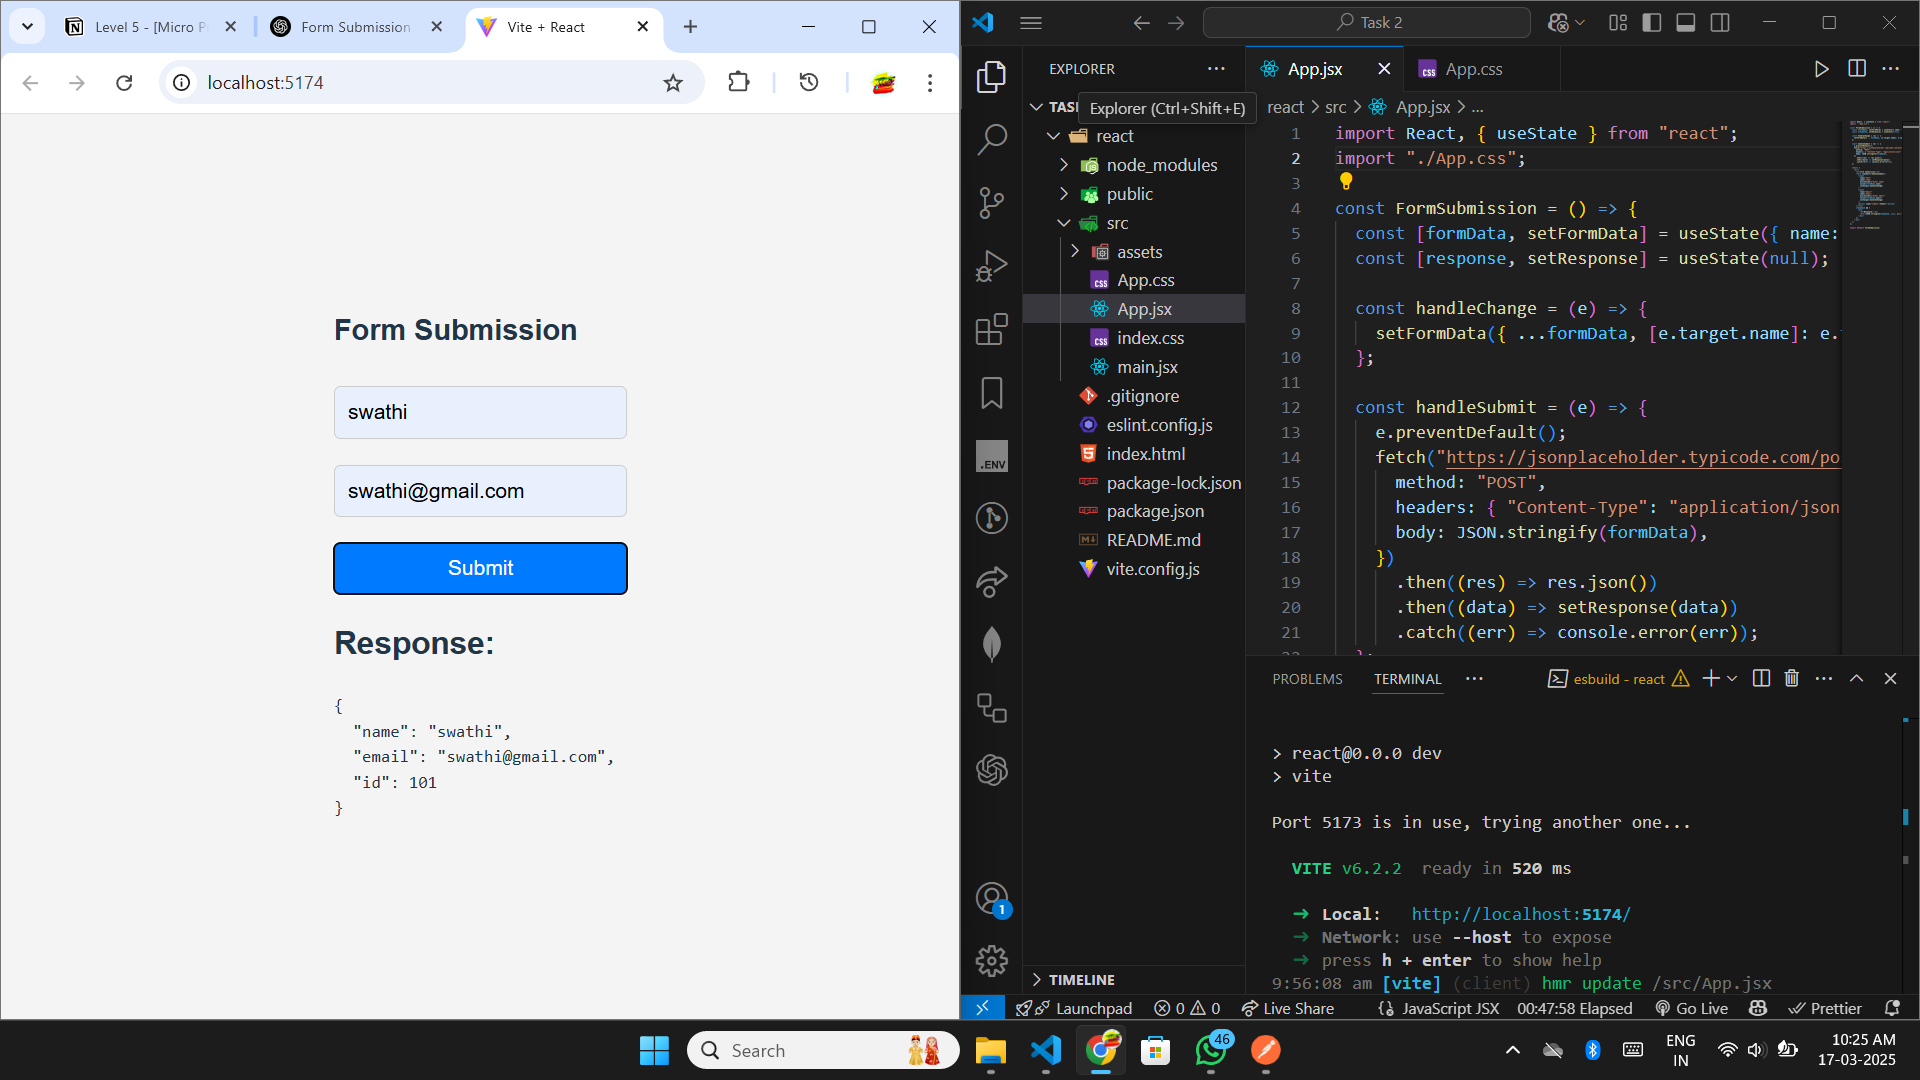 Level 5 - [Micro P
Form Submission
Vite + React
localhost:5174
Form Submission
swathi
swathi@gmail.com
Submit
Response:
{
"name": "swathi",
"email": "swathi@gmail.com",
"id": 101
}
Task 2
EXPLORER
TAS
Explorer (Ctrl+Shift+E)
react
node_modules
public
src
assets
App.css
App.jsx
index.css
main.jsx
.gitignore
eslint.config.js
index.html
package-lock.json
package.json
README.md
vite.config.js
TIMELINE
.ENV
1
App.jsx
App.css
react > src > App.jsx > ...
1 import React, { useState } from "react";
2 import "./App.css";
3
4 const FormSubmission = () => {
5 const [formData, setFormData] = useState({ name:
6 const [response, setResponse] = useState(null);
7
8 const handleChange = (e) => {
9 setFormData({ ...formData, [e.target.name]: e.
10 };
11
12 const handleSubmit = (e) => {
13 e.preventDefault();
14 fetch("https://jsonplaceholder.typicode.com/po
15 method: "POST",
16 headers: { "Content-Type": "application/json
17 body: JSON.stringify(formData),
18 })
19 .then((res) => res.json())
20 .then((data) => setResponse(data))
21 .catch((err) => console.error(err));
PROBLEMS
TERMINAL
esbuild - react
> react@0.0.0 dev
> vite
Port 5173 is in use, trying another one...
VITE v6.2.2 ready in 520 ms
➜ Local: http://localhost:5174/
➜ Network: use --host to expose
➜ press h + enter to show help
9:56:08 am [vite] (client) hmr update /src/App.jsx
Launchpad
0
0
Live Share
JavaScript JSX
00:47:58 Elapsed
Go Live
Prettier
Search
46
ENG
IN
10:25 AM
17-03-2025